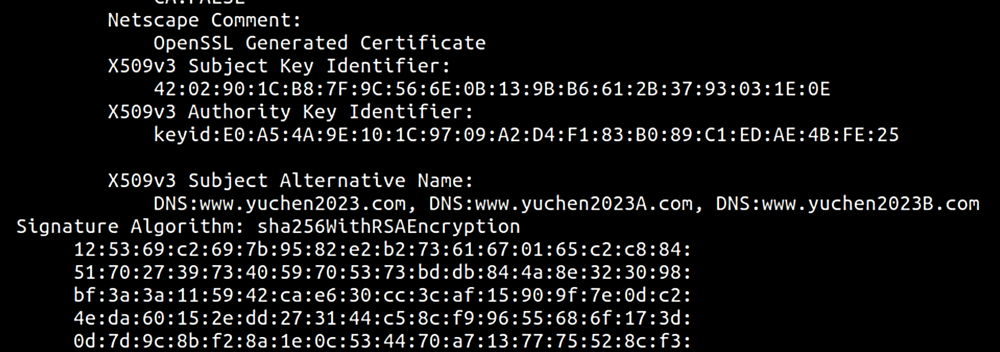 CA:FALSE
Netscape Comment:
OpenSSL Generated Certificate
X509v3 Subject Key Identifier:
42:02:90:1C:B8:7F:9C:56:6E:0B:13:9B:B6:61:2B:37:93:03:1E:0E
X509v3 Authority Key Identifier:
keyid:E0:A5:4A:9E:10:1C:97:09:A2:D4:F1:83:B0:89:C1:ED:AE:4B:FE:25
X509v3 Subject Alternative Name:
DNS:www.yuchen2023.com, DNS:www.yuchen2023A.com, DNS:www.yuchen2023B.com
Signature Algorithm: sha256WithRSAEncryption
12:53:69:c2:69:7b:95:82:e2:b2:73:61:67:01:65:c2:c8:84:
51:70:27:39:73:40:59:70:53:73:bd:db:84:4a:8e:32:30:98:
bf:3a:3a:11:59:42:ca:e6:30:cc:3c:af:15:90:9f:7e:0d:c2:
4e:da:60:15:2e:dd:27:31:44:c5:8c:f9:96:55:68:6f:17:3d:
0d:7d:9c:8b:f2:8a:1e:0c:53:44:70:a7:13:77:75:52:8c:f3: